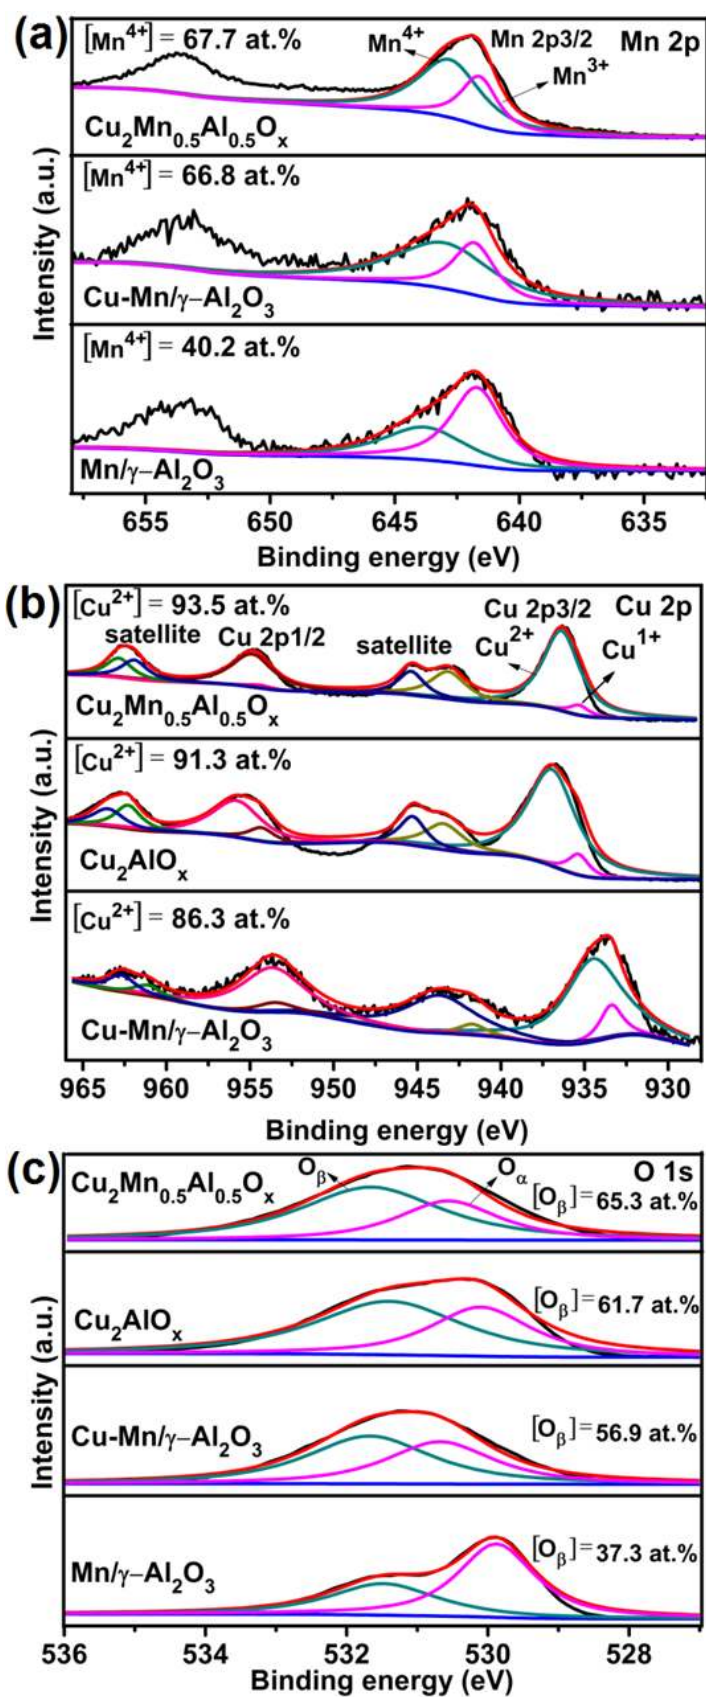 (a)
[Mn4+] = 67.7 at.%
Mn4+
Mn 2p3/2
Mn 2p
Mn3+
Cu2Mn0.5Al0.5Ox
[Mn4+] = 66.8 at.%
Cu-Mn/γ–Al2O3
[Mn4+] = 40.2 at.%
Mn/γ–Al2O3
Intensity (a.u.)
655 650 645 640 635
Binding energy (eV)
(b)
[Cu2+] = 93.5 at.%
Cu 2p3/2
Cu 2p
satellite
Cu 2p1/2
satellite
Cu2+
Cu1+
Cu2Mn0.5Al0.5Ox
[Cu2+] = 91.3 at.%
Cu2AlOx
[Cu2+] = 86.3 at.%
Cu-Mn/γ–Al2O3
Intensity (a.u.)
965 960 955 950 945 940 935 930
Binding energy (eV)
(c)
Cu2Mn0.5Al0.5Ox
Oβ
Oα
O 1s
[Oβ]=65.3 at.%
Cu2AlOx
[Oβ]=61.7 at.%
Cu-Mn/γ–Al2O3
[Oβ]=56.9 at.%
Mn/γ–Al2O3
[Oβ]=37.3 at.%
Intensity (a.u.)
536 534 532 530 528
Binding energy (eV)